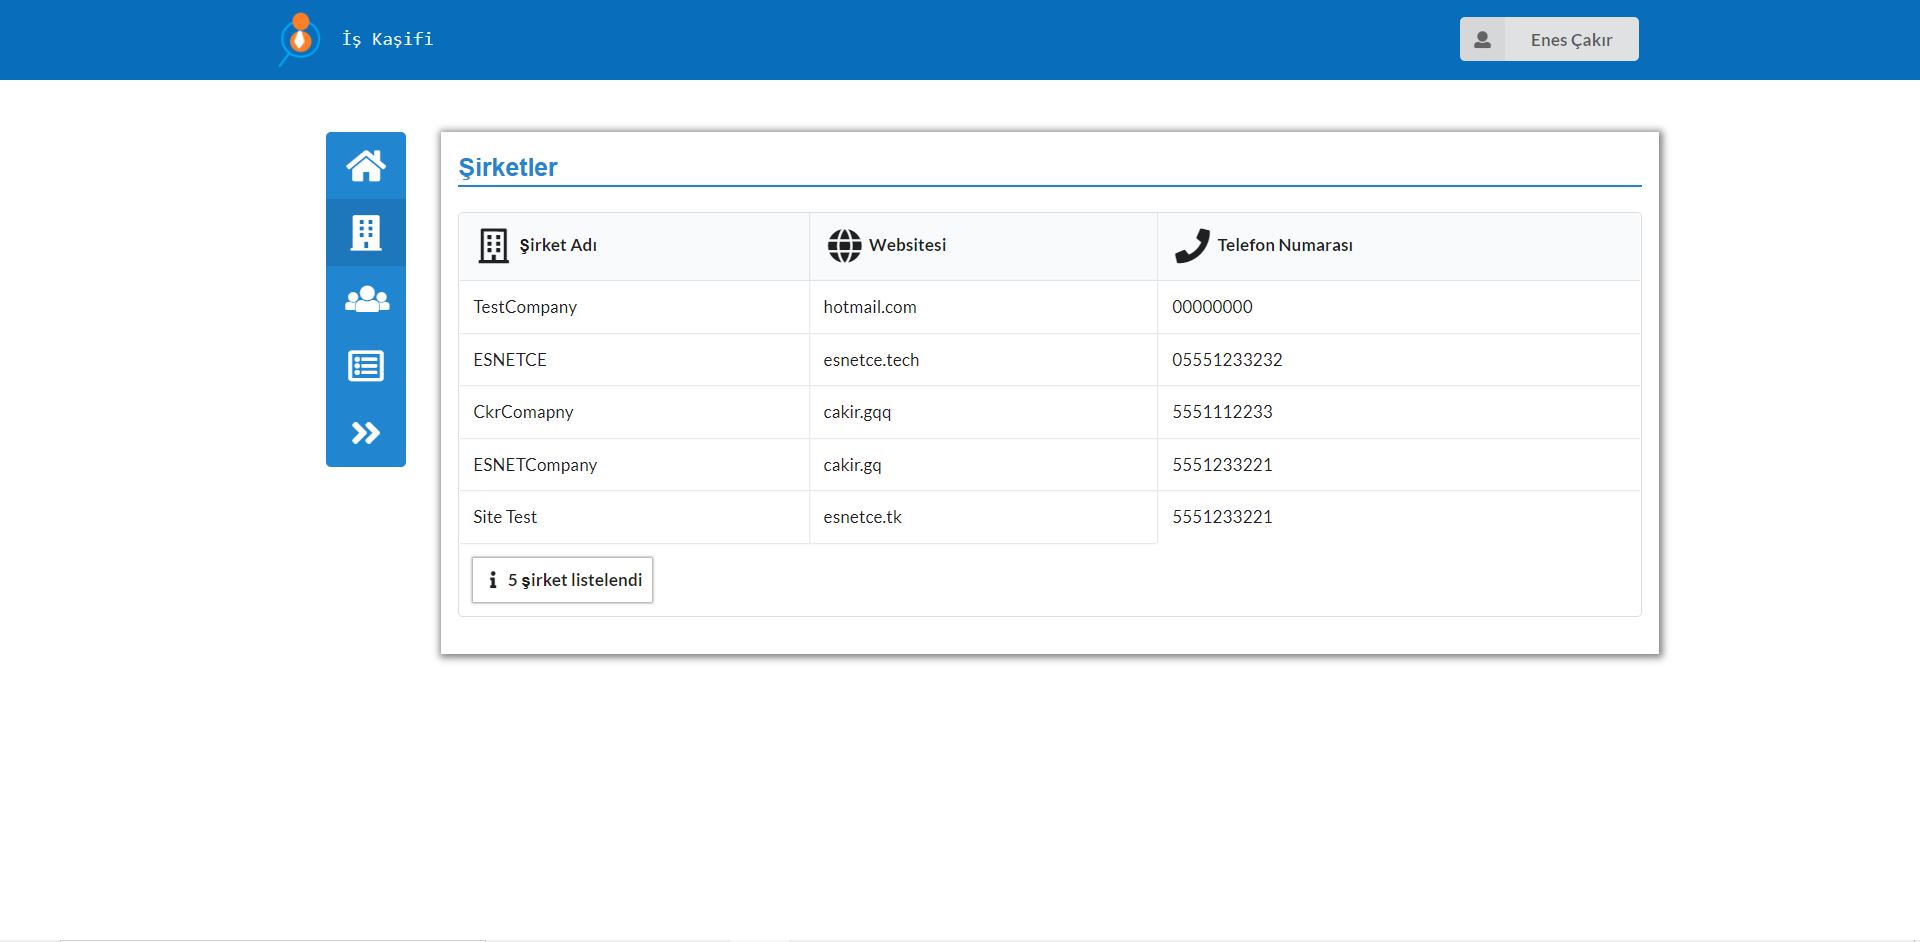 İş Kaşifi
Enes Çakır
Şirketler
Şirket Adı Websitesi Telefon Numarası
TestCompany hotmail.com 00000000
ESNETCE esnetce.tech 05551233232
CkrComapny cakir.gqq 5551112233
ESNETCompany cakir.gq 5551233221
Site Test esnetce.tk 5551233221
5 şirket listelendi